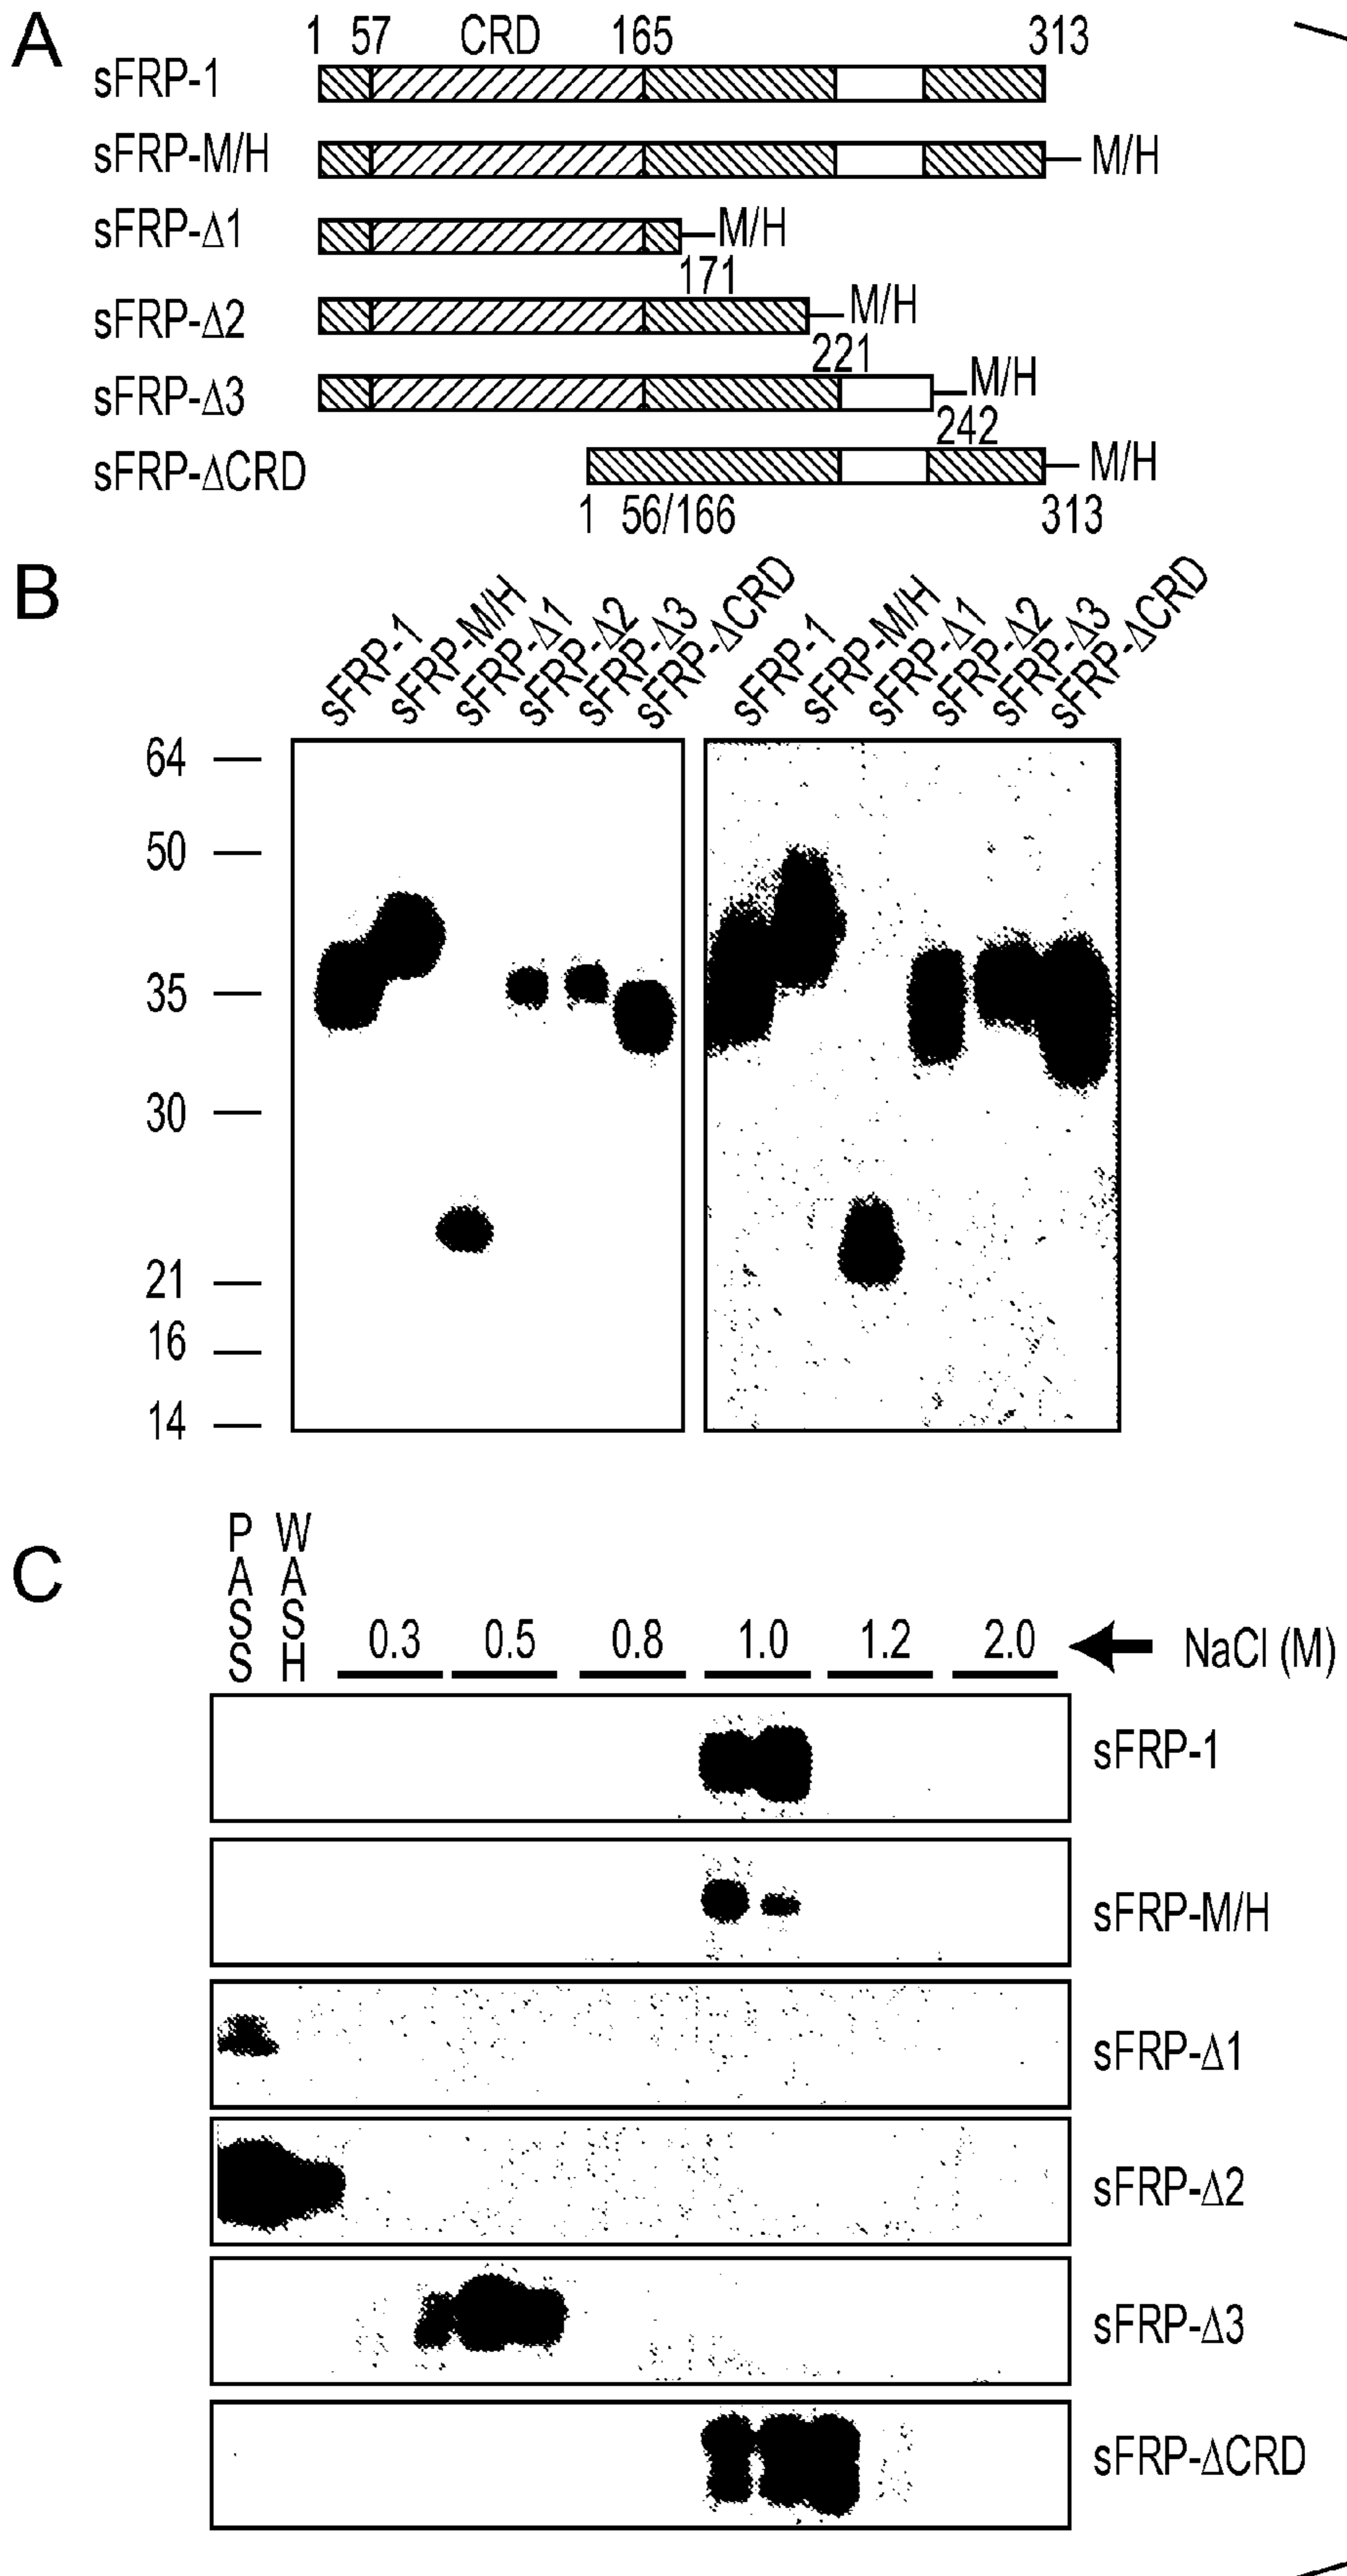 A
1 57 CRD 165 313
sFRP-1
sFRP-M/H M/H
sFRP-Δ1 M/H
171
sFRP-Δ2 M/H
221
sFRP-Δ3 M/H
242
sFRP-ΔCRD M/H
1 56/166 313
B
sFRP-1 sFRP-M/H sFRP-Δ1 sFRP-Δ2 sFRP-Δ3 sFRP-ΔCRD sFRP-1 sFRP-M/H sFRP-Δ1 sFRP-Δ2 sFRP-Δ3 sFRP-ΔCRD
64
50
35
30
21
16
14
C
PASS WASH
0.3 0.5 0.8 1.0 1.2 2.0 NaCl (M)
sFRP-1
sFRP-M/H
sFRP-Δ1
sFRP-Δ2
sFRP-Δ3
sFRP-ΔCRD